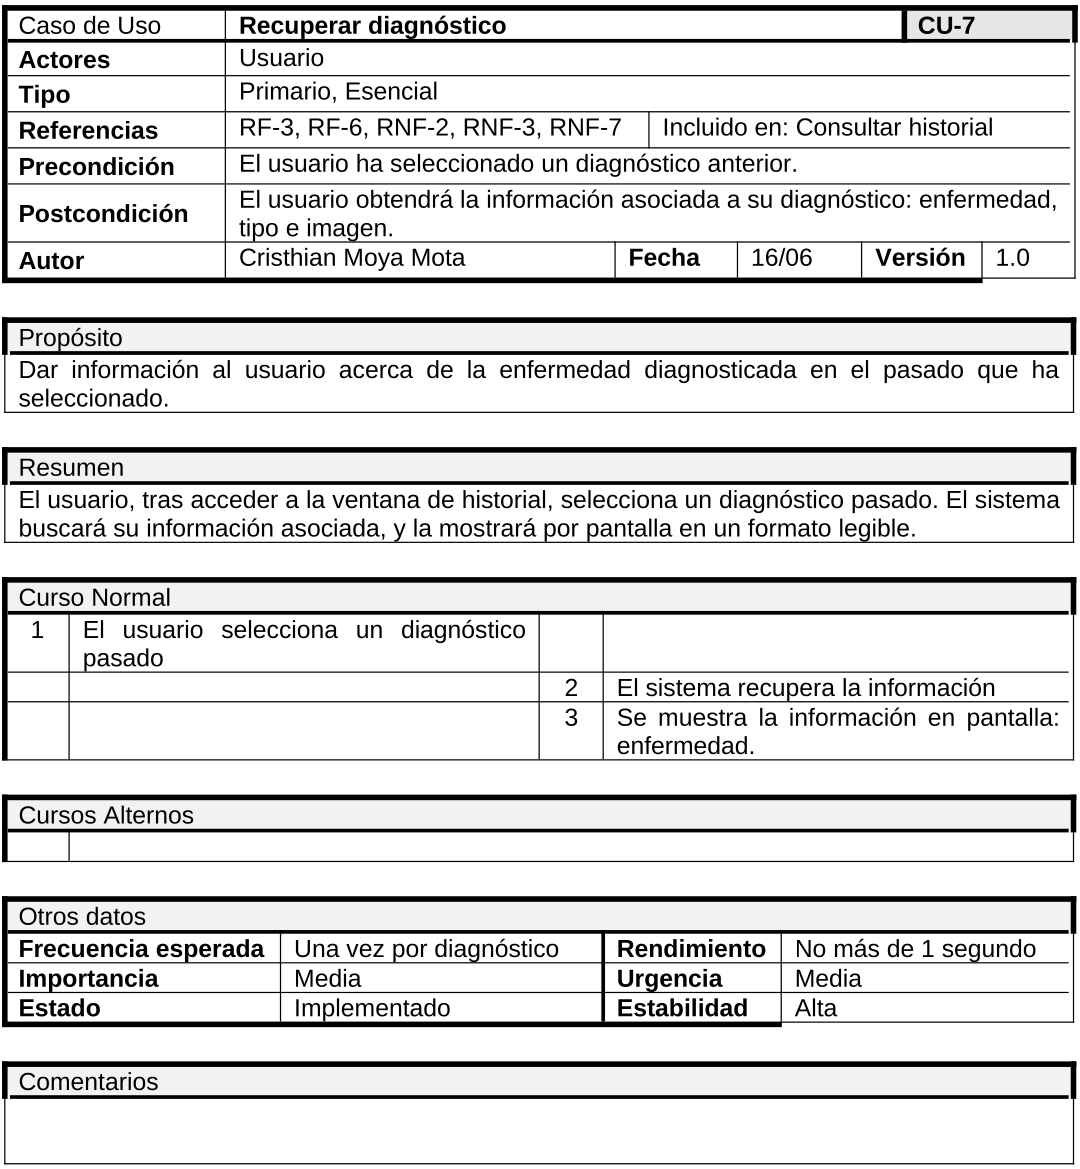 Caso de Uso Recuperar diagnóstico CU-7
Actores Usuario
Tipo Primario, Esencial
Referencias RF-3, RF-6, RNF-2, RNF-3, RNF-7 Incluido en: Consultar historial
Precondición El usuario ha seleccionado un diagnóstico anterior.
Postcondición El usuario obtendrá la información asociada a su diagnóstico: enfermedad,
tipo e imagen.
Autor Cristhian Moya Mota Fecha 16/06 Versión 1.0
Propósito
Dar información al usuario acerca de la enfermedad diagnosticada en el pasado que ha
seleccionado.
Resumen
El usuario, tras acceder a la ventana de historial, selecciona un diagnóstico pasado. El sistema
buscará su información asociada, y la mostrará por pantalla en un formato legible.
Curso Normal
1 El usuario selecciona un diagnóstico
pasado
2 El sistema recupera la información
3 Se muestra la información en pantalla:
enfermedad.
Cursos Alternos
Otros datos
Frecuencia esperada Una vez por diagnóstico Rendimiento No más de 1 segundo
Importancia Media Urgencia Media
Estado Implementado Estabilidad Alta
Comentarios